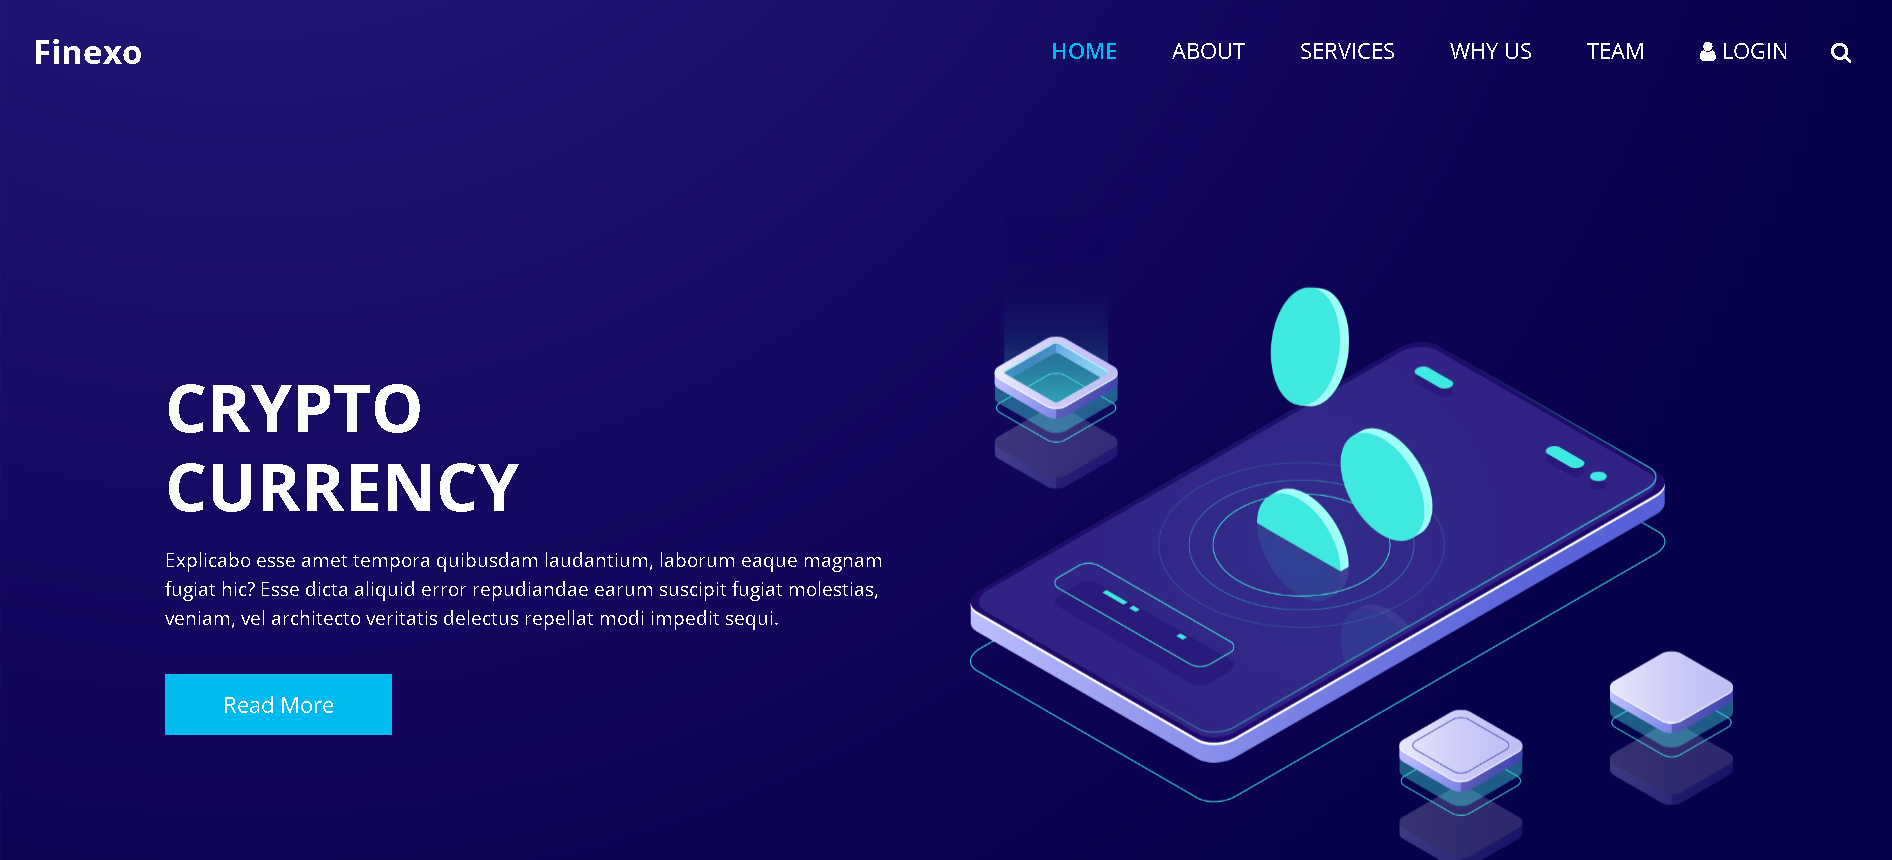 Finexo
HOME ABOUT SERVICES WHY US TEAM LOGIN
CRYPTO
CURRENCY
Explicabo esse amet tempora quibusdam laudantium, laborum eaque magnam
fugiat hic? Esse dicta aliquid error repudiandae earum suscipit fugiat molestias,
veniam, vel architecto veritatis delectus repellat modi impedit sequi.
Read More